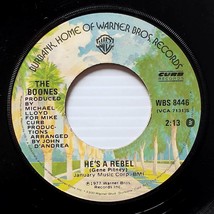 BURBANK, HOME OF WARNER BROS. RECORDS
THE
BOONES
PRODUCED
BY
MICHAEL
LLOYD
FOR MIKE
CURB
PRODUC-
TIONS
ARRANGED
BY JOHN
D'ANDREA
CURB
RECORDS
WBS 8446
2:13
HE'S A REBEL
(Gene Pitney)
January Music Corp.-BMI
℗ 1977 Warner Bros.
Records Inc.